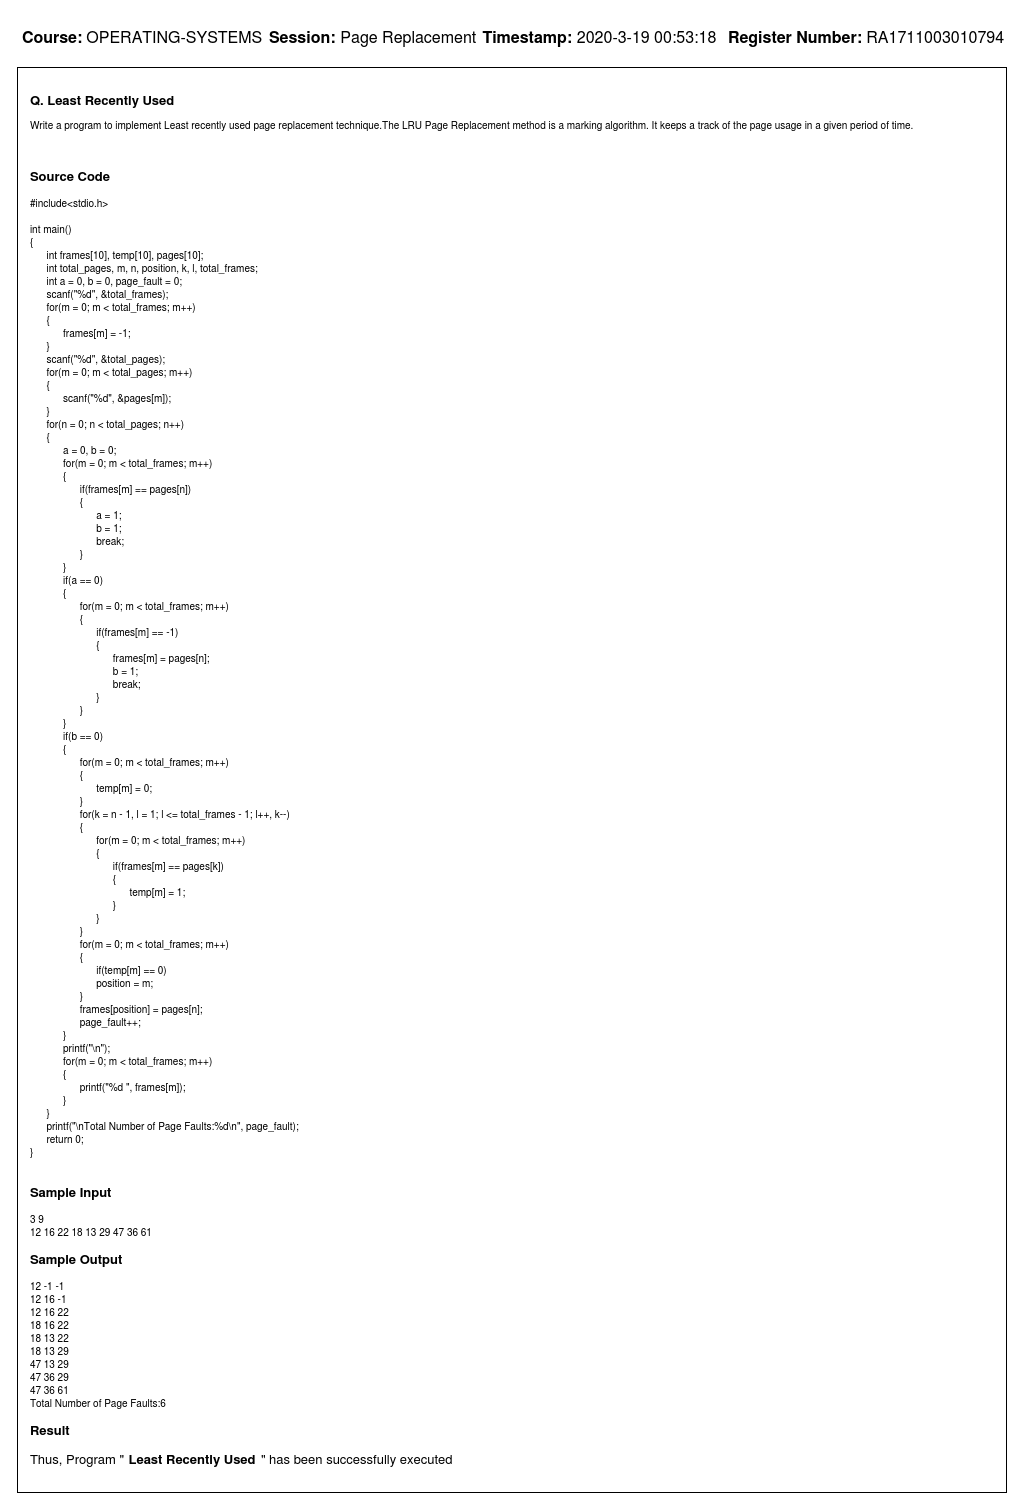 Course: OPERATING-SYSTEMS Session: Page Replacement Timestamp: 2020-3-19 00:53:18 Register Number: RA1711003010794
Q. Least Recently Used
Write a program to implement Least recently used page replacement technique.The LRU Page Replacement method is a marking algorithm. It keeps a track of the page usage in a given period of time.
Source Code
#include<stdio.h>
int main()
{
int frames[10], temp[10], pages[10];
int total_pages, m, n, position, k, l, total_frames;
int a = 0, b = 0, page_fault = 0;
scanf("%d", &total_frames);
for(m = 0; m < total_frames; m++)
{
frames[m] = -1;
}
scanf("%d", &total_pages);
for(m = 0; m < total_pages; m++)
{
scanf("%d", &pages[m]);
}
for(n = 0; n < total_pages; n++)
{
a = 0, b = 0;
for(m = 0; m < total_frames; m++)
{
if(frames[m] == pages[n])
{
a = 1;
b = 1;
break;
}
}
if(a == 0)
{
for(m = 0; m < total_frames; m++)
{
if(frames[m] == -1)
{
frames[m] = pages[n];
b = 1;
break;
}
}
}
if(b == 0)
{
for(m = 0; m < total_frames; m++)
{
temp[m] = 0;
}
for(k = n - 1, l = 1; l <= total_frames - 1; l++, k--)
{
for(m = 0; m < total_frames; m++)
{
if(frames[m] == pages[k])
{
temp[m] = 1;
}
}
}
for(m = 0; m < total_frames; m++)
{
if(temp[m] == 0)
position = m;
}
frames[position] = pages[n];
page_fault++;
}
printf("\n");
for(m = 0; m < total_frames; m++)
{
printf("%d ", frames[m]);
}
}
printf("\nTotal Number of Page Faults:%d\n", page_fault);
return 0;
}
Sample Input
3 9
12 16 22 18 13 29 47 36 61
Sample Output
12 -1 -1
12 16 -1
12 16 22
18 16 22
18 13 22
18 13 29
47 13 29
47 36 29
47 36 61
Total Number of Page Faults:6
Result
Thus, Program " Least Recently Used " has been successfully executed